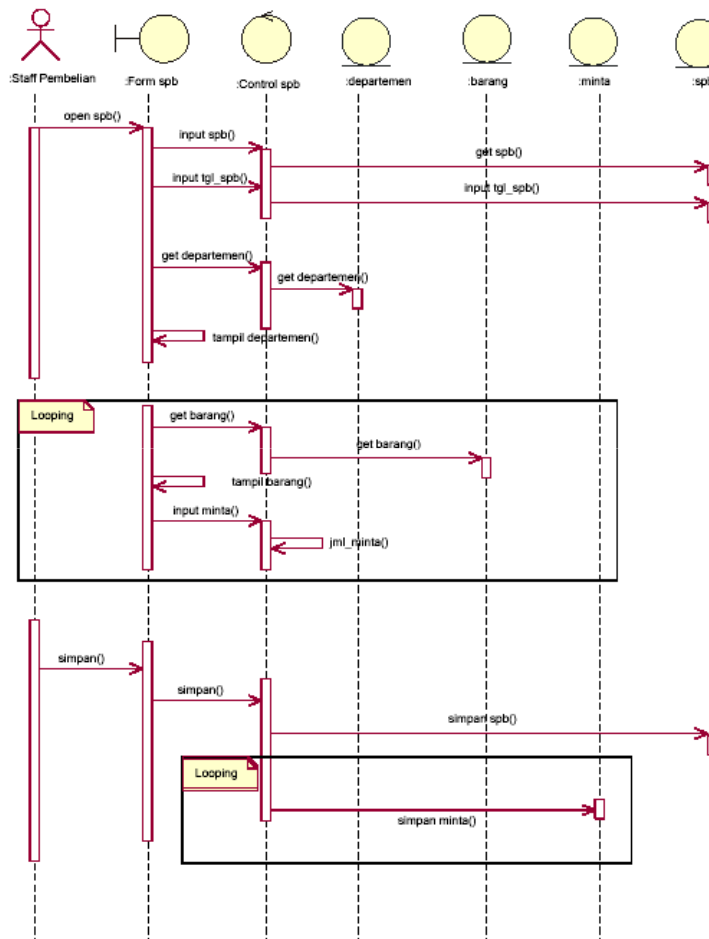 :Staff Pembelian
:Form spb
:Control spb
:departemen
:barang
:minta
open spb()
input spb()
get spb()
input tgl_spb()
input tgl_spb()
get departemen()
get departemen()
tampil departemen()
Looping
get barang()
get barang()
tampil barang()
input minta()
jml_minta()
simpan()
simpan()
simpan spb()
Looping
simpan minta()